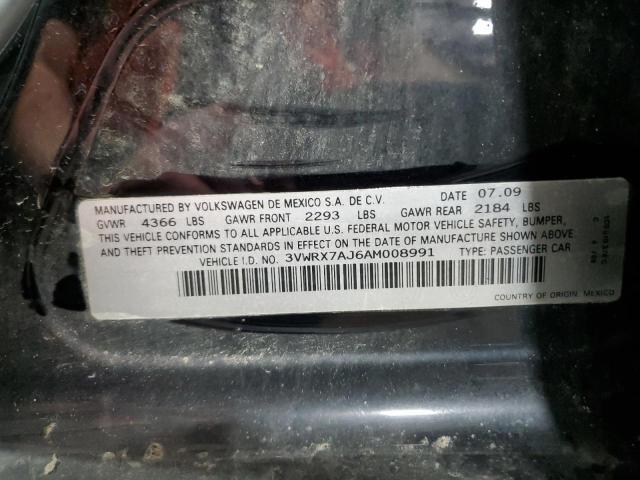 MANUFACTURED BY VOLKSWAGEN DE MEXICO S.A. DE C.V. DATE 07.09
GVWR 4366 LBS GAWR FRONT 2293 LBS GAWR REAR 2184 LBS
THIS VEHICLE CONFORMS TO ALL APPLICABLE U.S. FEDERAL MOTOR VEHICLE SAFETY, BUMPER,
AND THEFT PREVENTION STANDARDS IN EFFECT ON THE DATE OF MANUFACTURE SHOWN ABOVE
VEHICLE I.D. NO. 3VWRX7AJ6AM008991 TYPE: PASSENGER CAR
COUNTRY OF ORIGIN MEXICO